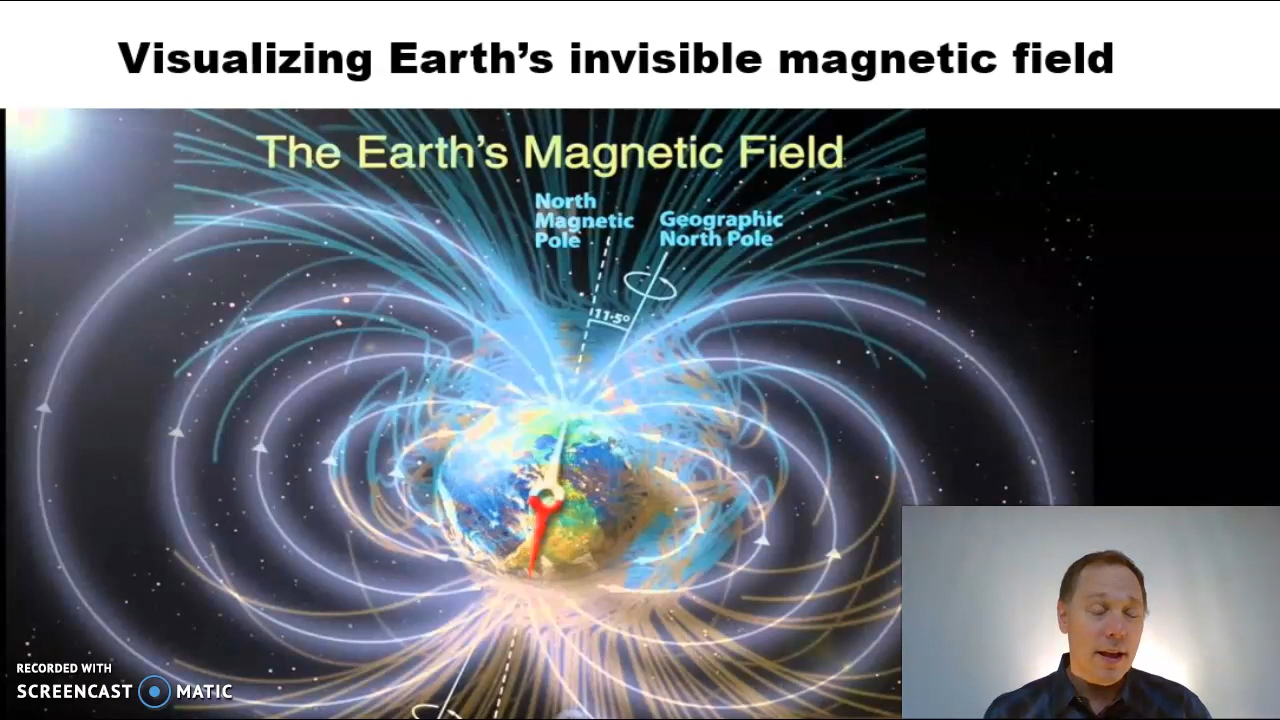 Visualizing Earth’s invisible magnetic field
The Earth's Magnetic Field
North
Magnetic
Pole
Geographic
North Pole
11.5°
RECORDED WITH
SCREENCAST MATIC